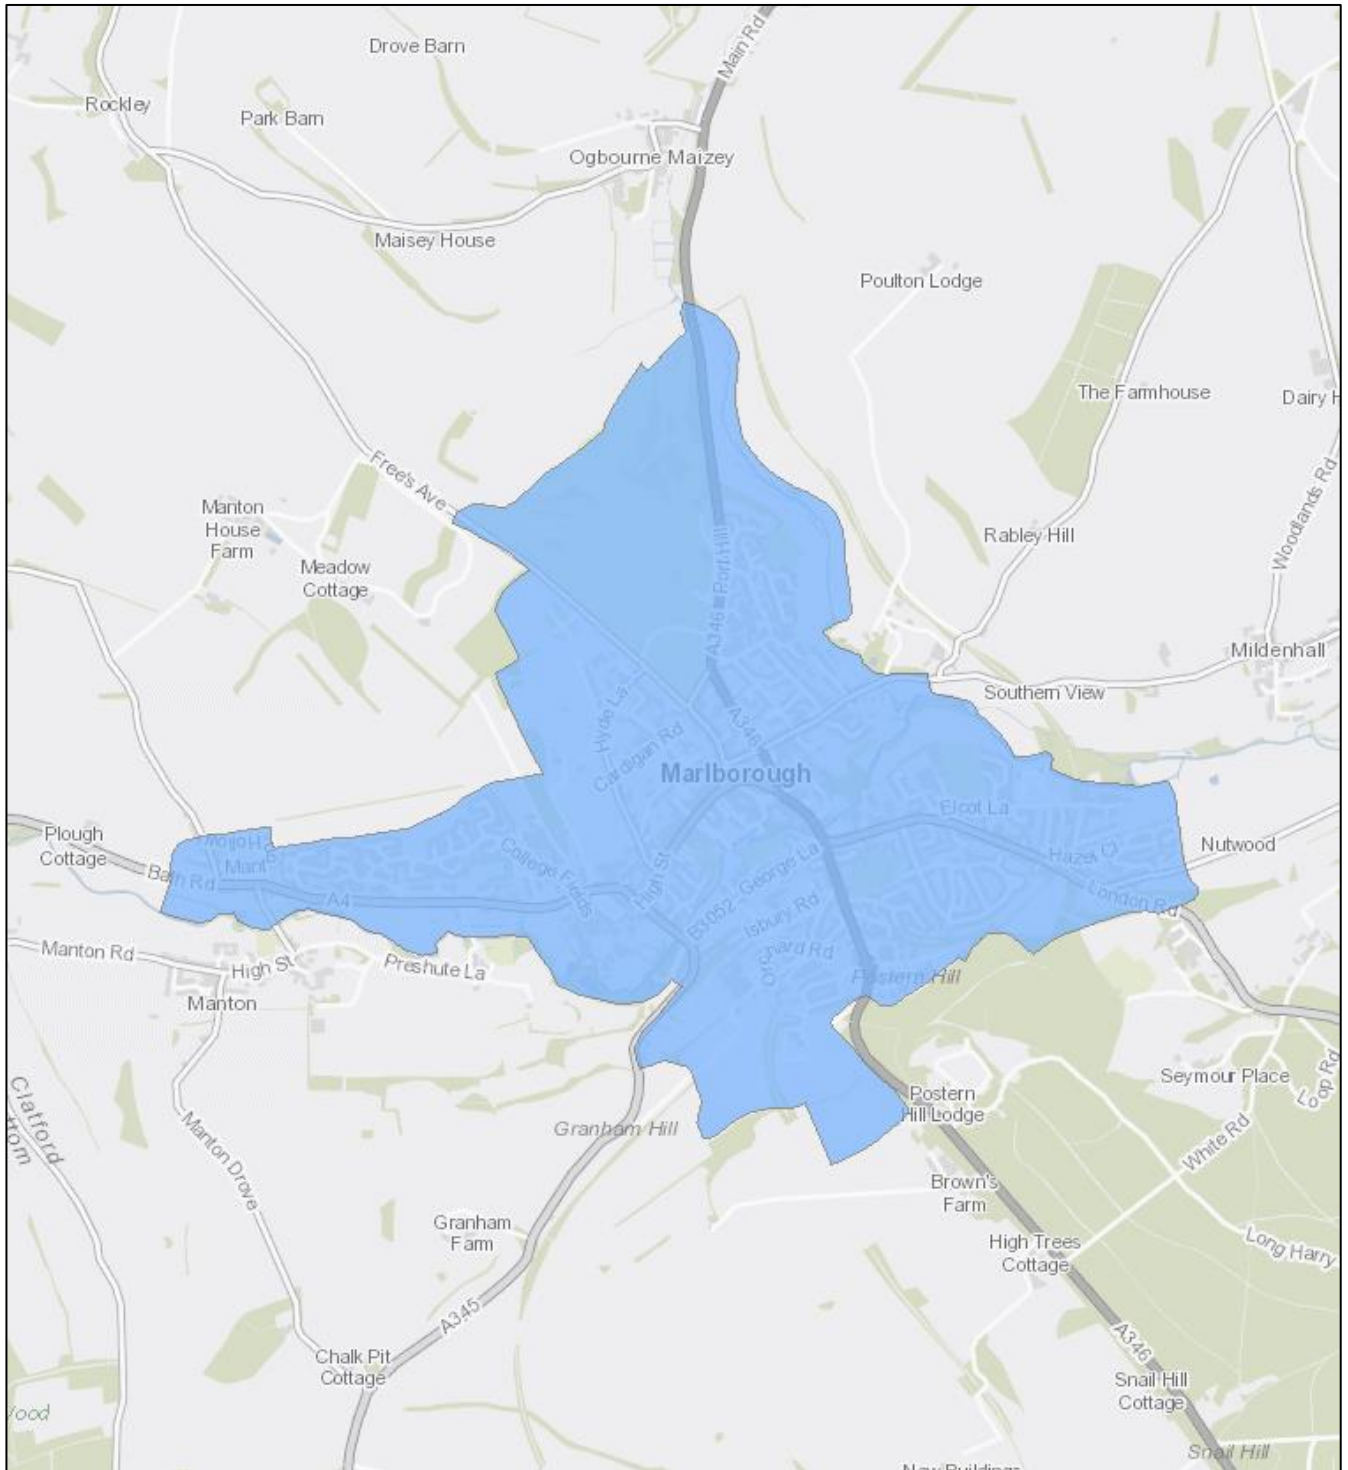 Main Rd
Drove Barn
Rockley
Park Barn
Ogbourne Maizey
Maisey House
Poulton Lodge
The Farmhouse
Dairy H
Free's Ave
Woodlands Rd
Manton
House
Farm
Meadow
Cottage
A346 Port Hill
Rabley Hill
Mildenhall
Southern View
Hyde La
Cardigan Rd
A346
Marlborough
Elcot La
Plough
Cottage
Bath Rd
A4
College Fields
High St
B3052 - George La
Isbury Rd
Orchard Rd
Hazel Cl
London Rd
Nutwood
Manton Rd
High St
Preshute La
Manton
Postern Hill
Clatford
ttom
Manton Drove
Granham Hill
Postern
Hill Lodge
Seymour Place
Loop Rd
White Rd
Brown's
Farm
Granham
Farm
High Trees
Cottage
Long Harry
A345
A346
Chalk Pit
Cottage
Snail Hill
Cottage
Snail Hill